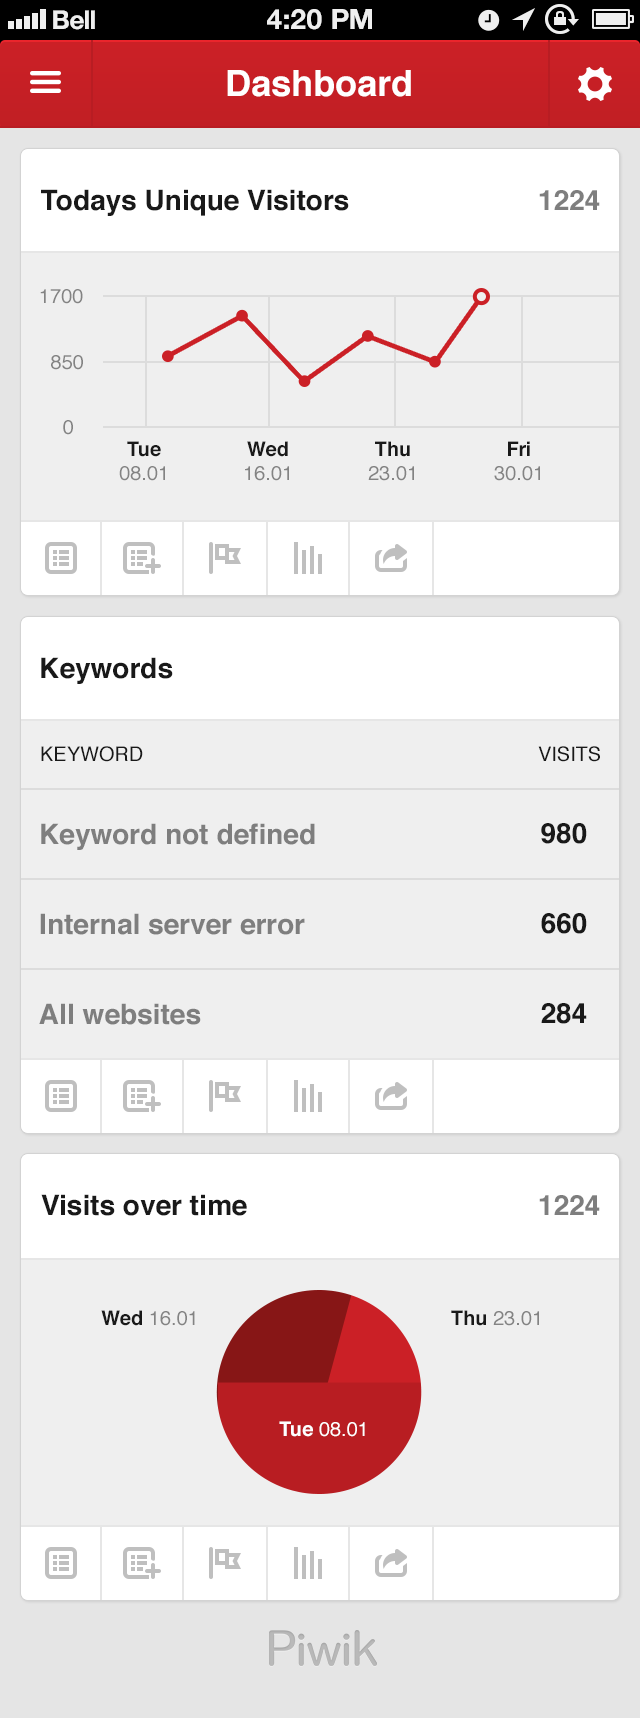 Bell 4:20 PM
Dashboard
Todays Unique Visitors 1224
1700
850
0
Tue Wed Thu Fri
08.01 16.01 23.01 30.01
Keywords
KEYWORD VISITS
Keyword not defined 980
Internal server error 660
All websites 284
Visits over time 1224
Wed 16.01 Thu 23.01
Tue 08.01
Piwik